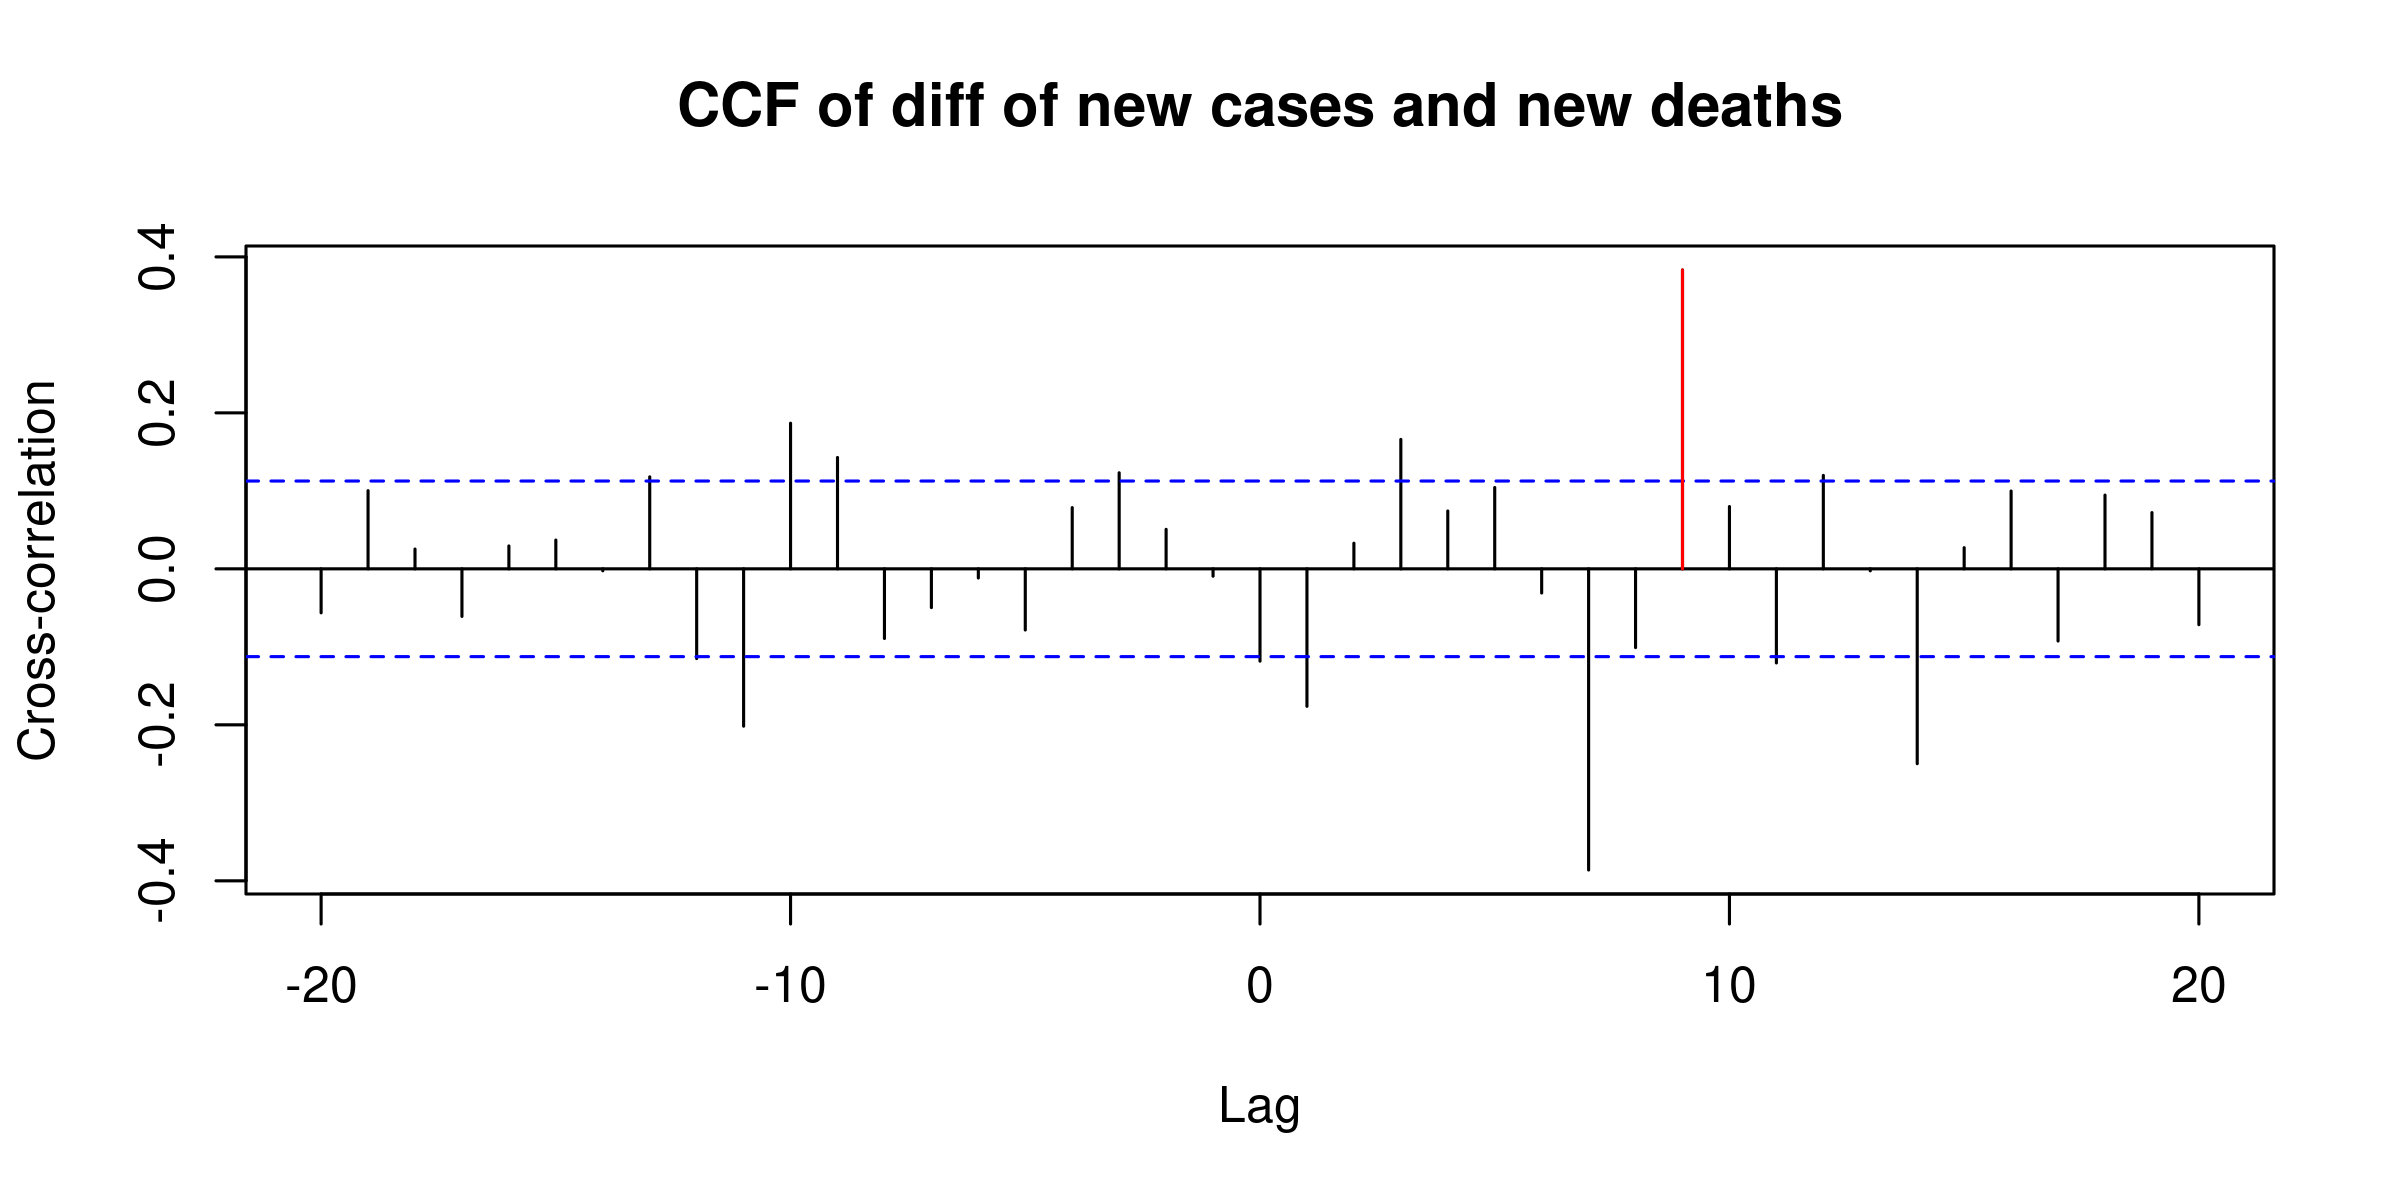 CCF of diff of new cases and new deaths
Cross-correlation
0.4
0.2
0.0
-0.2
-0.4
-20 -10 0 10 20
Lag